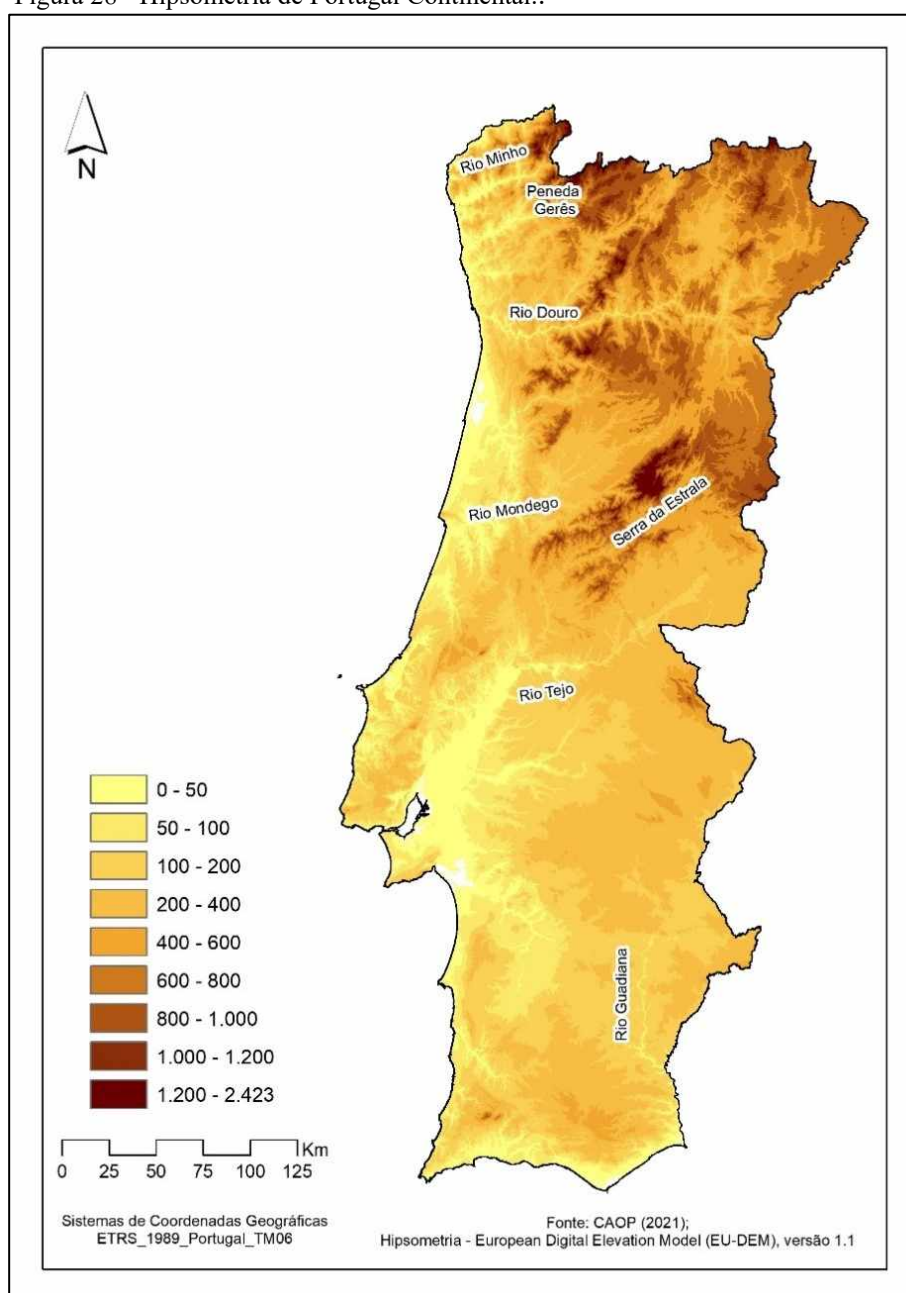 Figura 28 - Hipsometria de Portugal Continental..
N
Rio Minho
Peneda
Gerês
Rio Douro
Rio Mondego
Serra da Estrala
Rio Tejo
Rio Guadiana
0 - 50
50 - 100
100 - 200
200 - 400
400 - 600
600 - 800
800 - 1.000
1.000 - 1.200
1.200 - 2.423
Km
0 25 50 75 100 125
Sistemas de Coordenadas Geográficas
ETRS_1989_Portugal_TM06
Fonte: CAOP (2021);
Hipsometria - European Digital Elevation Model (EU-DEM), versão 1.1